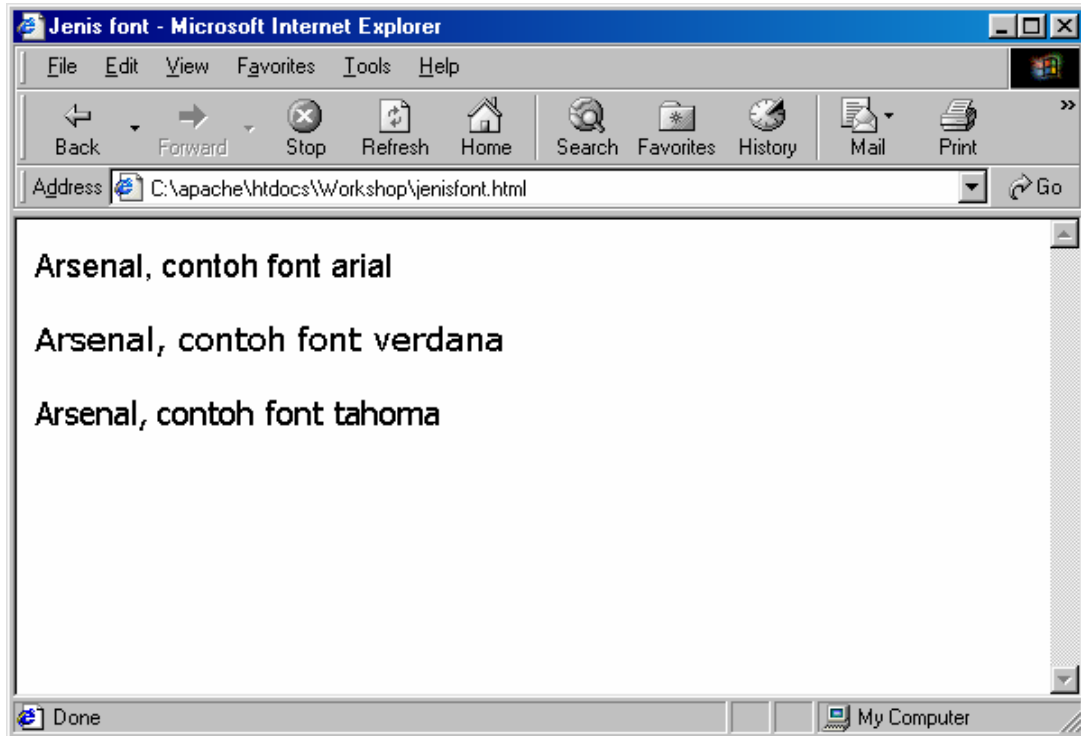 Jenis font - Microsoft Internet Explorer
File Edit View Favorites Tools Help
Back Forward Stop Refresh Home Search Favorites History Mail Print »
Address C:\apache\htdocs\Workshop\jenisfont.html Go
Arsenal, contoh font arial
Arsenal, contoh font verdana
Arsenal, contoh font tahoma
Done My Computer